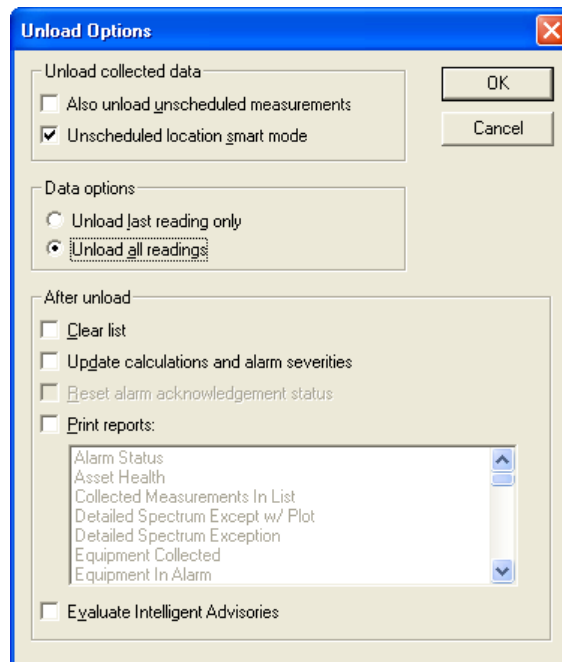 Unload Options
Unload collected data
Also unload unscheduled measurements
Unscheduled location smart mode
OK
Cancel
Data options
Unload last reading only
Unload all readings
After unload
Clear list
Update calculations and alarm severities
Reset alarm acknowledgement status
Print reports:
Alarm Status
Asset Health
Collected Measurements In List
Detailed Spectrum Except w/ Plot
Detailed Spectrum Exception
Equipment Collected
Equipment In Alarm
Evaluate Intelligent Advisories